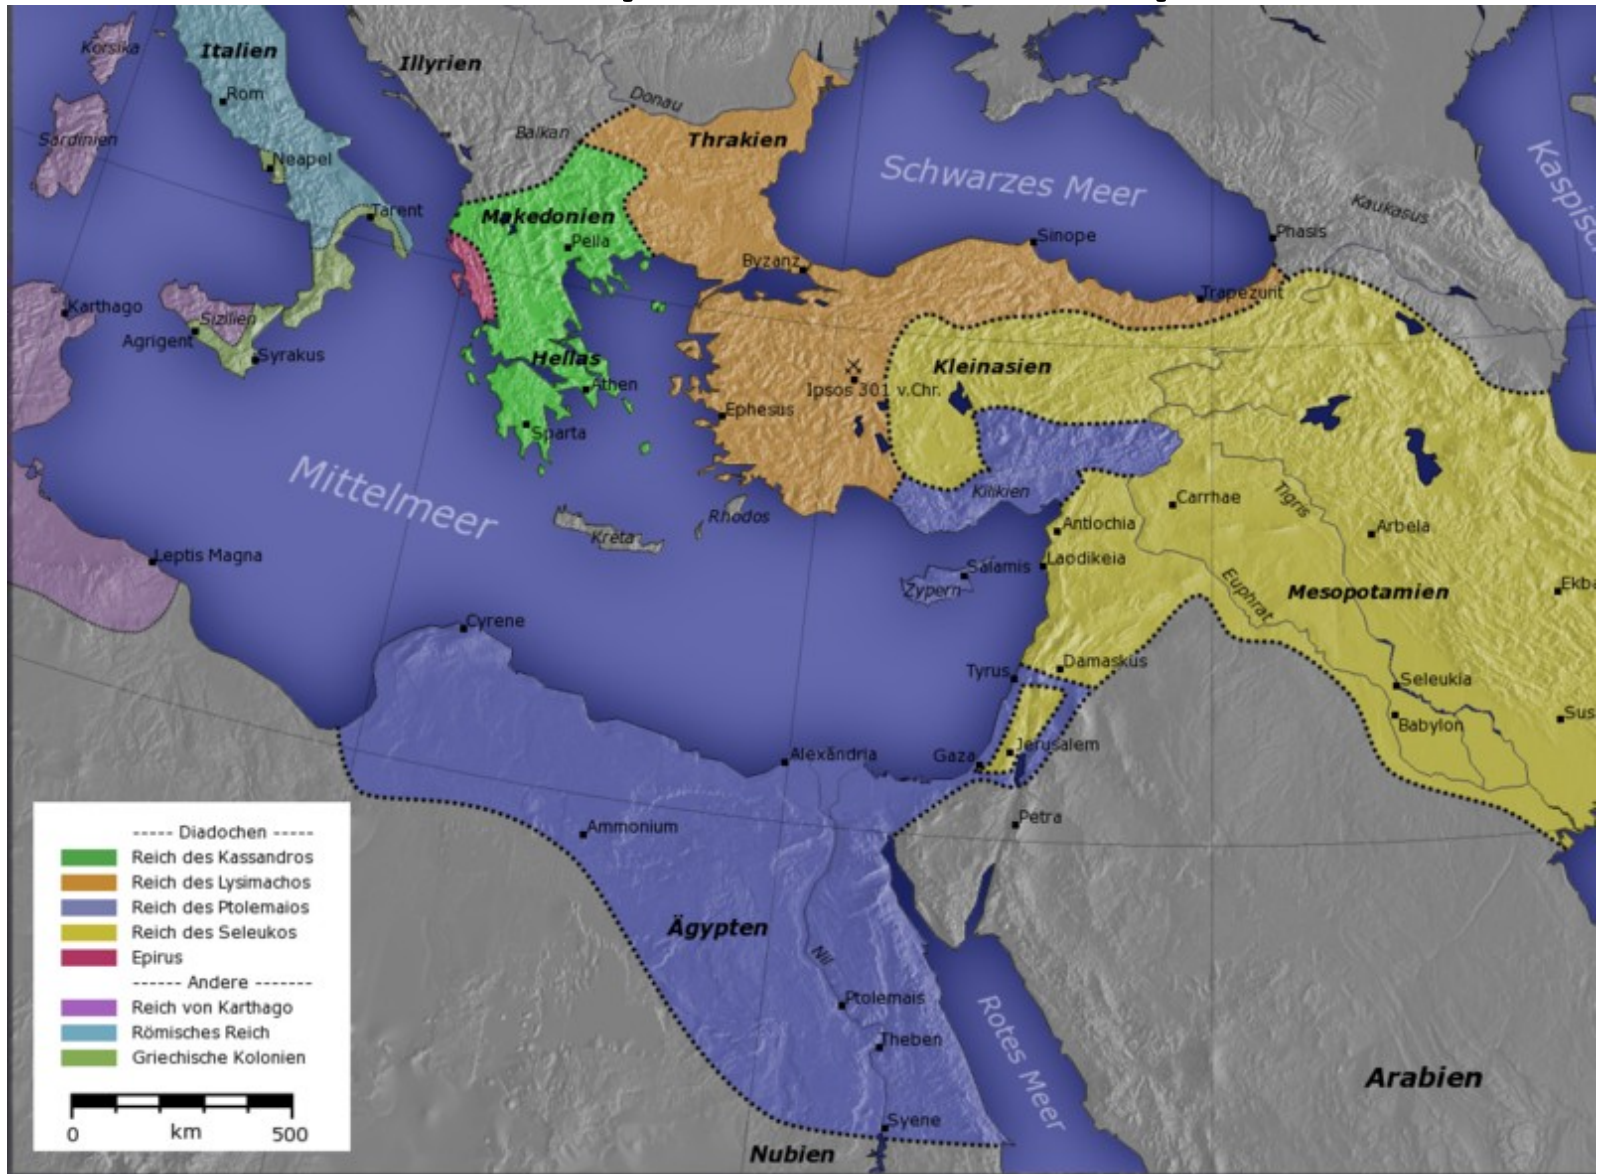 Korsika
Italien
Illyrien
Rom
Donau
Sardinien
Balkan
Thrakien
Schwarzes Meer
Kaspisch
Neapel
Kaukasus
Tarent
Makedonien
Pella
Sinope
Phasis
Byzanz
Karthago
Trapezunt
Sizilien
Agrigent
Syrakus
Hellas
Kleinasien
Athen
Ipsos 301 v.Chr.
Ephesus
Sparta
Mittelmeer
Kilikien
Carrhae
Tigris
Rhodos
Antiochia
Arbela
Kreta
Leptis Magna
Salamis
Laodikeia
Zypern
Euphrat
Mesopotamien
Ekba
Cyrene
Tyrus
Damaskus
Seleukia
Sus
Babylon
Alexandria
Gaza
Jerusalem
Petra
Ammonium
----- Diadochen -----
Reich des Kassandros
Reich des Lysimachos
Reich des Ptolemaios
Reich des Seleukos
Epirus
------ Andere -------
Reich von Karthago
Römisches Reich
Griechische Kolonien
0 km 500
Ägypten
Nil
Ptolemais
Rotes Meer
Theben
Arabien
Syene
Nubien